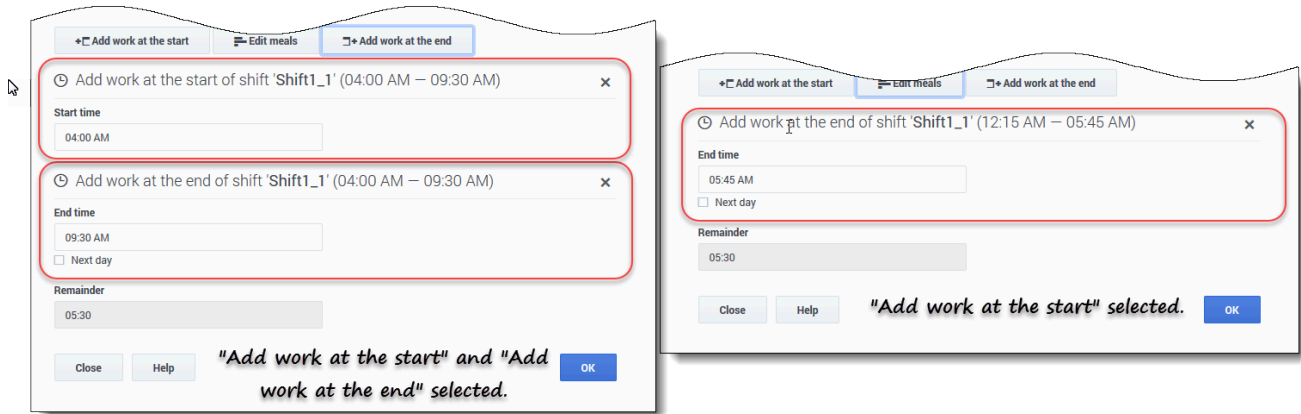 Add work at the start
Edit meals
Add work at the end
Add work at the start of shift 'Shift1_1' (04:00 AM — 09:30 AM)
Start time
04:00 AM
Add work at the end of shift 'Shift1_1' (04:00 AM — 09:30 AM)
End time
09:30 AM
Next day
Remainder
05:30
Close
Help
"Add work at the start" and "Add
work at the end" selected.
OK
Add work at the start
Edit meals
Add work at the end
Add work at the end of shift 'Shift1_1' (12:15 AM — 05:45 AM)
End time
05:45 AM
Next day
Remainder
05:30
Close
Help
"Add work at the start" selected.
OK